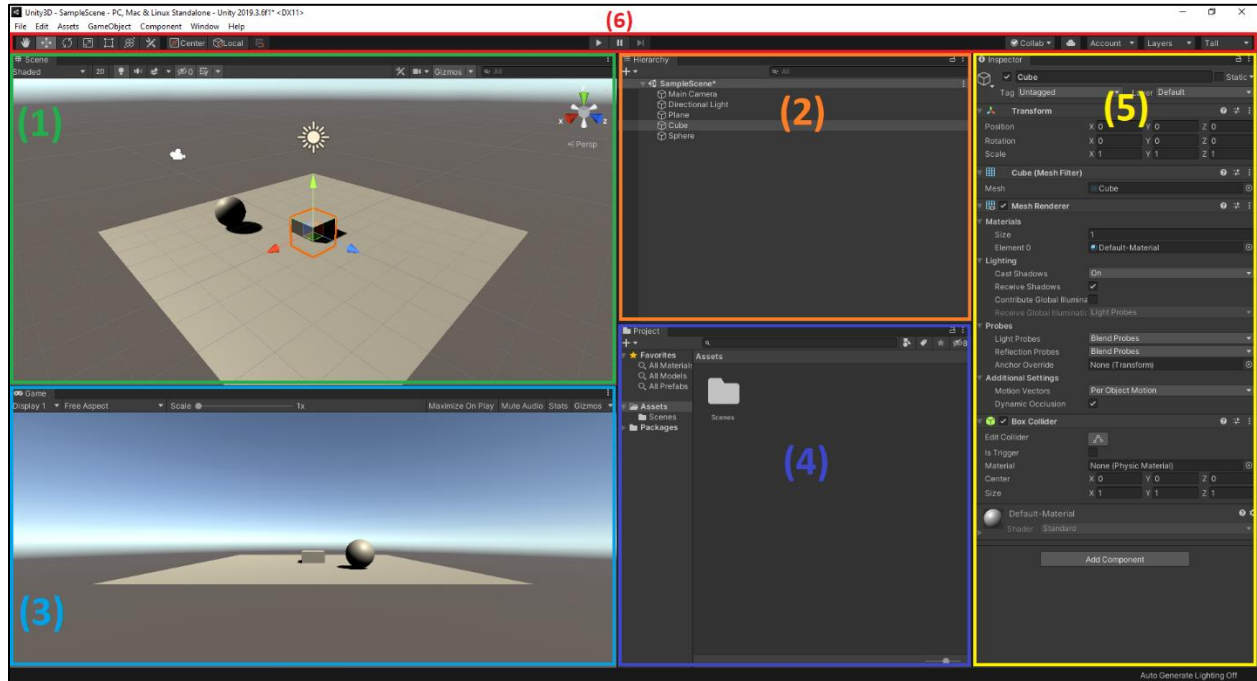 Unity3D - SampleScene - PC, Mac & Linux Standalone - Unity 2019.3.6f1* <DX11>
File Edit Assets GameObject Component Window Help
(6)
Center Local
Collab Account Layers Tall
Scene
Shaded 2D 0 Gizmos All
(1)
y
x z
Persp
Hierarchy
All
SampleScene*
Main Camera
Directional Light
Plane
Cube
Sphere
(2)
Game
Display 1 Free Aspect Scale 1x Maximize On Play Mute Audio Stats Gizmos
(3)
Project
8
Favorites
All Materials
All Models
All Prefabs
Assets
Scenes
Packages
Assets
Scenes
(4)
Inspector
Cube Static
Tag Untagged Layer Default
(5)
Transform
Position X 0 Y 0 Z 0
Rotation X 0 Y 0 Z 0
Scale X 1 Y 1 Z 1
Cube (Mesh Filter)
Mesh Cube
Mesh Renderer
Materials
Size 1
Element 0 Default-Material
Lighting
Cast Shadows On
Receive Shadows
Contribute Global Illumina
Receive Global Illuminatic Light Probes
Probes
Light Probes Blend Probes
Reflection Probes Blend Probes
Anchor Override None (Transform)
Additional Settings
Motion Vectors Per Object Motion
Dynamic Occlusion
Box Collider
Edit Collider
Is Trigger
Material None (Physic Material)
Center X 0 Y 0 Z 0
Size X 1 Y 1 Z 1
Default-Material
Shader Standard
Add Component
Auto Generate Lighting Off